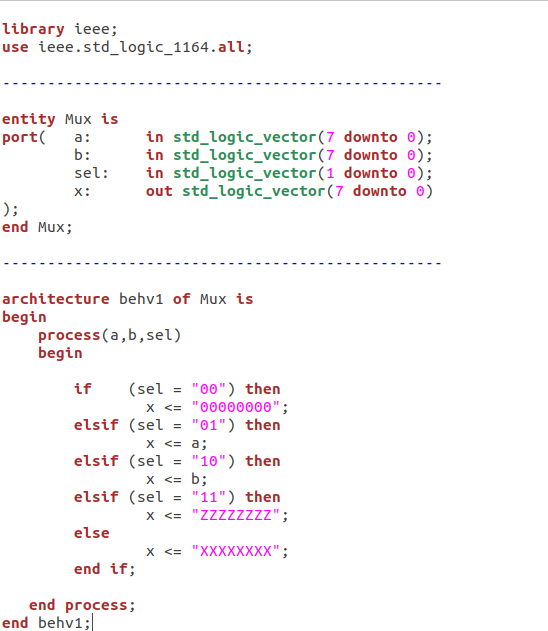 library ieee;
use ieee.std_logic_1164.all;
-------------------------------------------------
entity Mux is
port(   a:      in std_logic_vector(7 downto 0);
        b:      in std_logic_vector(7 downto 0);
        sel:    in std_logic_vector(1 downto 0);
        x:      out std_logic_vector(7 downto 0)
);
end Mux;
-------------------------------------------------
architecture behv1 of Mux is
begin
    process(a,b,sel)
    begin
        if    (sel = "00") then
                x <= "00000000";
        elsif (sel = "01") then
                x <= a;
        elsif (sel = "10") then
                x <= b;
        elsif (sel = "11") then
                x <= "ZZZZZZZZ";
        else
                x <= "XXXXXXXX";
        end if;
   end process;
end behv1;